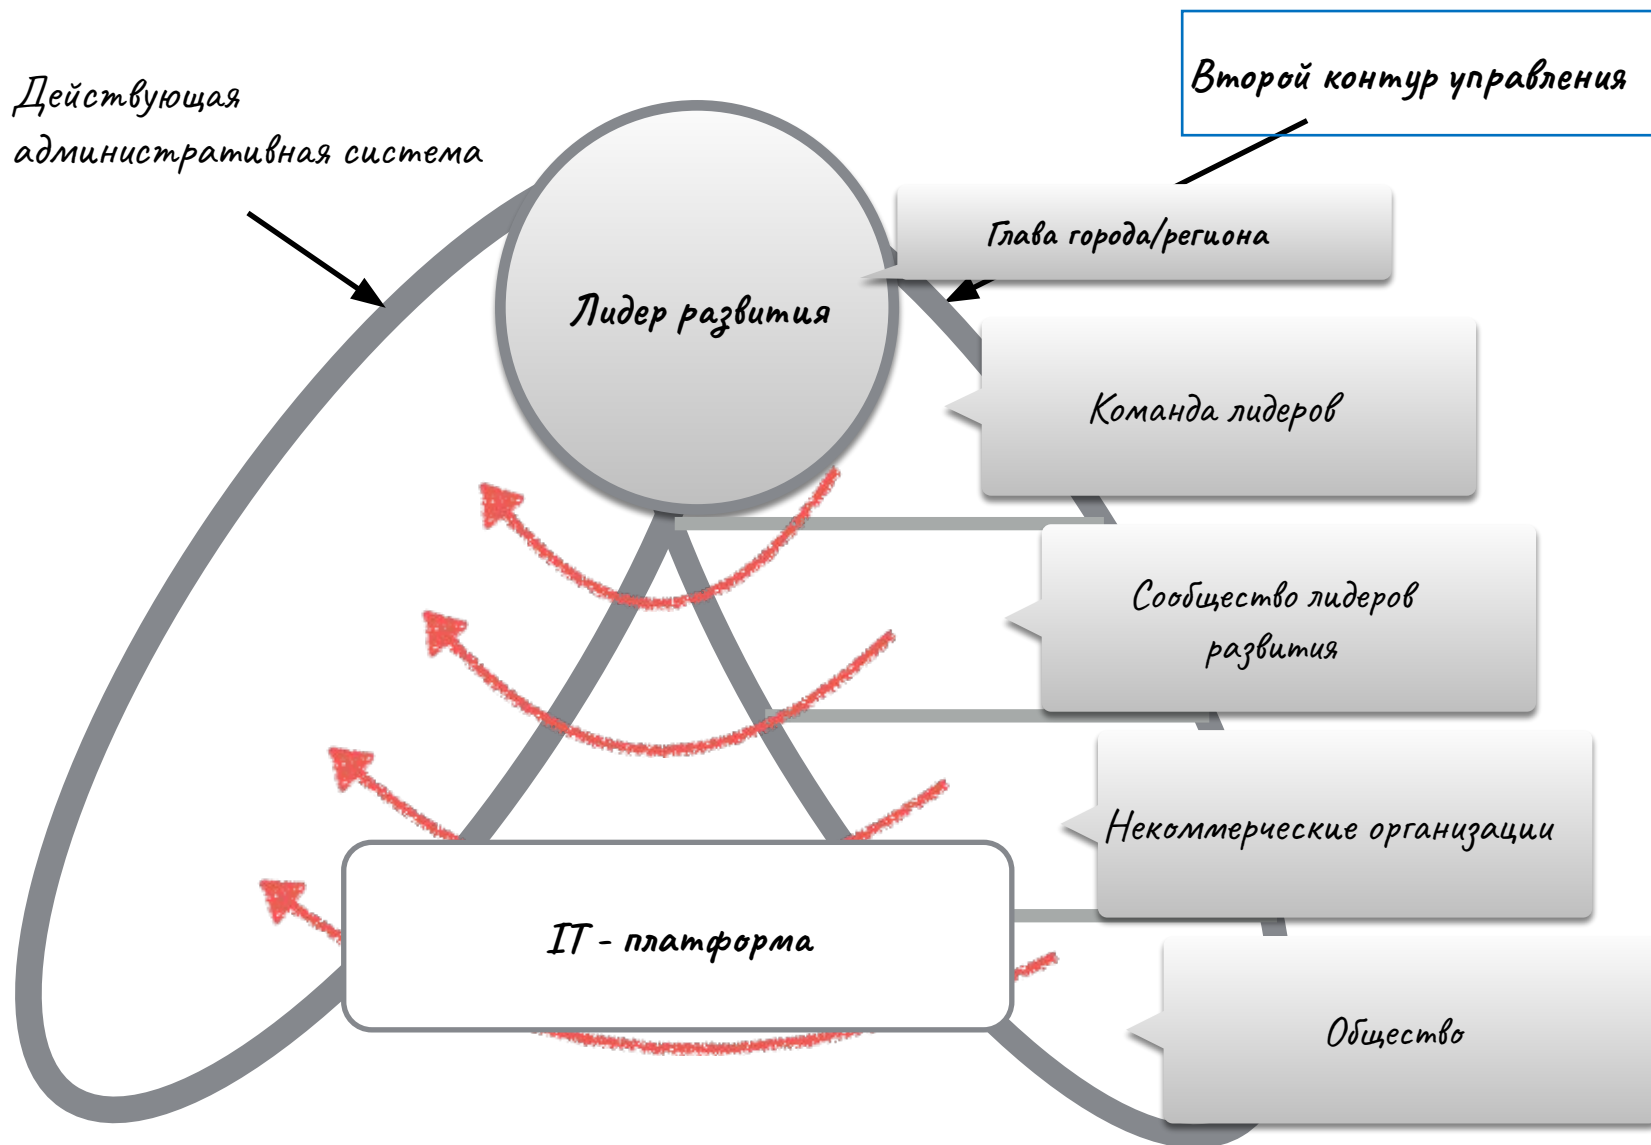 Действующая
административная система
Второй контур управления
Глава города/региона
Лидер развития
Команда лидеров
Сообщество лидеров
развития
Некоммерческие организации
IT - платформа
Общество